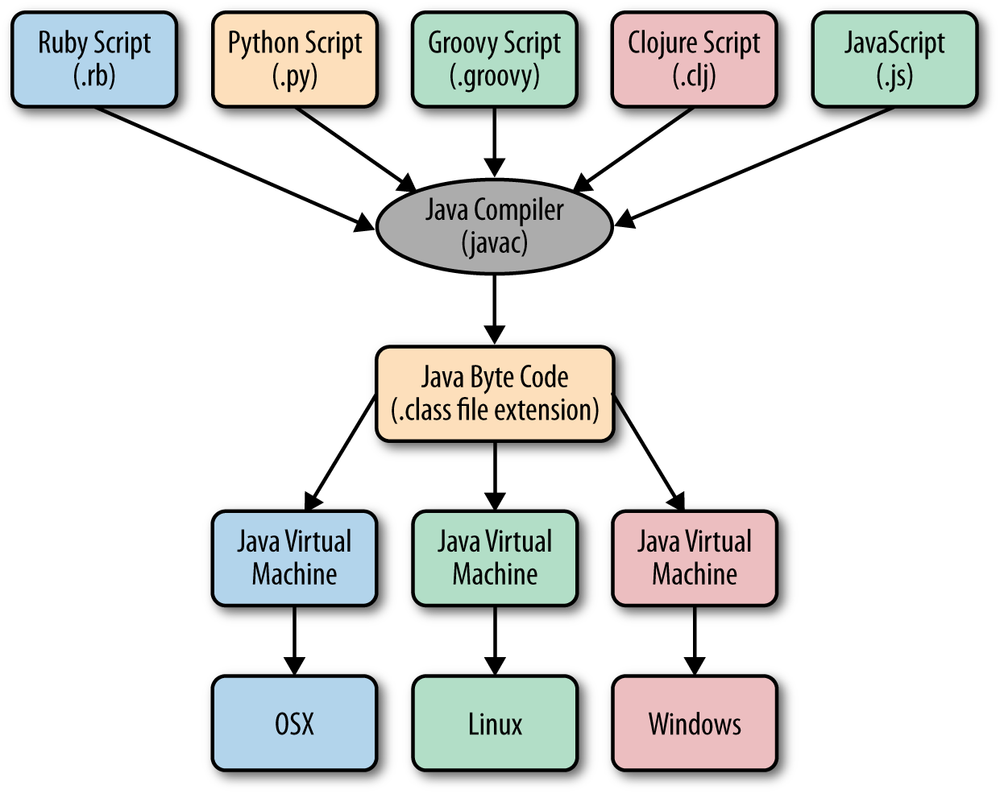 Ruby Script
(.rb)
Python Script
(.py)
Groovy Script
(.groovy)
Clojure Script
(.clj)
JavaScript
(.js)
Java Compiler
(javac)
Java Byte Code
(.class file extension)
Java Virtual
Machine
Java Virtual
Machine
Java Virtual
Machine
OSX
Linux
Windows